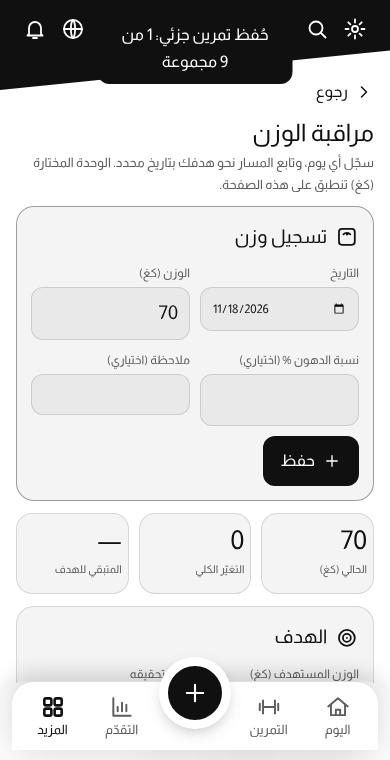 حُفظ تمرين جزئي: 1 من
9 مجموعة
رجوع
مراقبة الوزن
سجّل أي يوم، وتابع المسار نحو هدفك بتاريخ محدد. الوحدة المختارة
(كغ) تنطبق على هذه الصفحة.
تسجيل وزن
التاريخ
الوزن (كغ)
11/18/2026
70
نسبة الدهون % (اختياري)
ملاحظة (اختياري)
حفظ
70
0
—
الحالي (كغ)
التغيّر الكلي
المتبقي للهدف
الهدف
الوزن المستهدف (كغ)
تحقيقه
اليوم
التمرين
التقدّم
المزيد